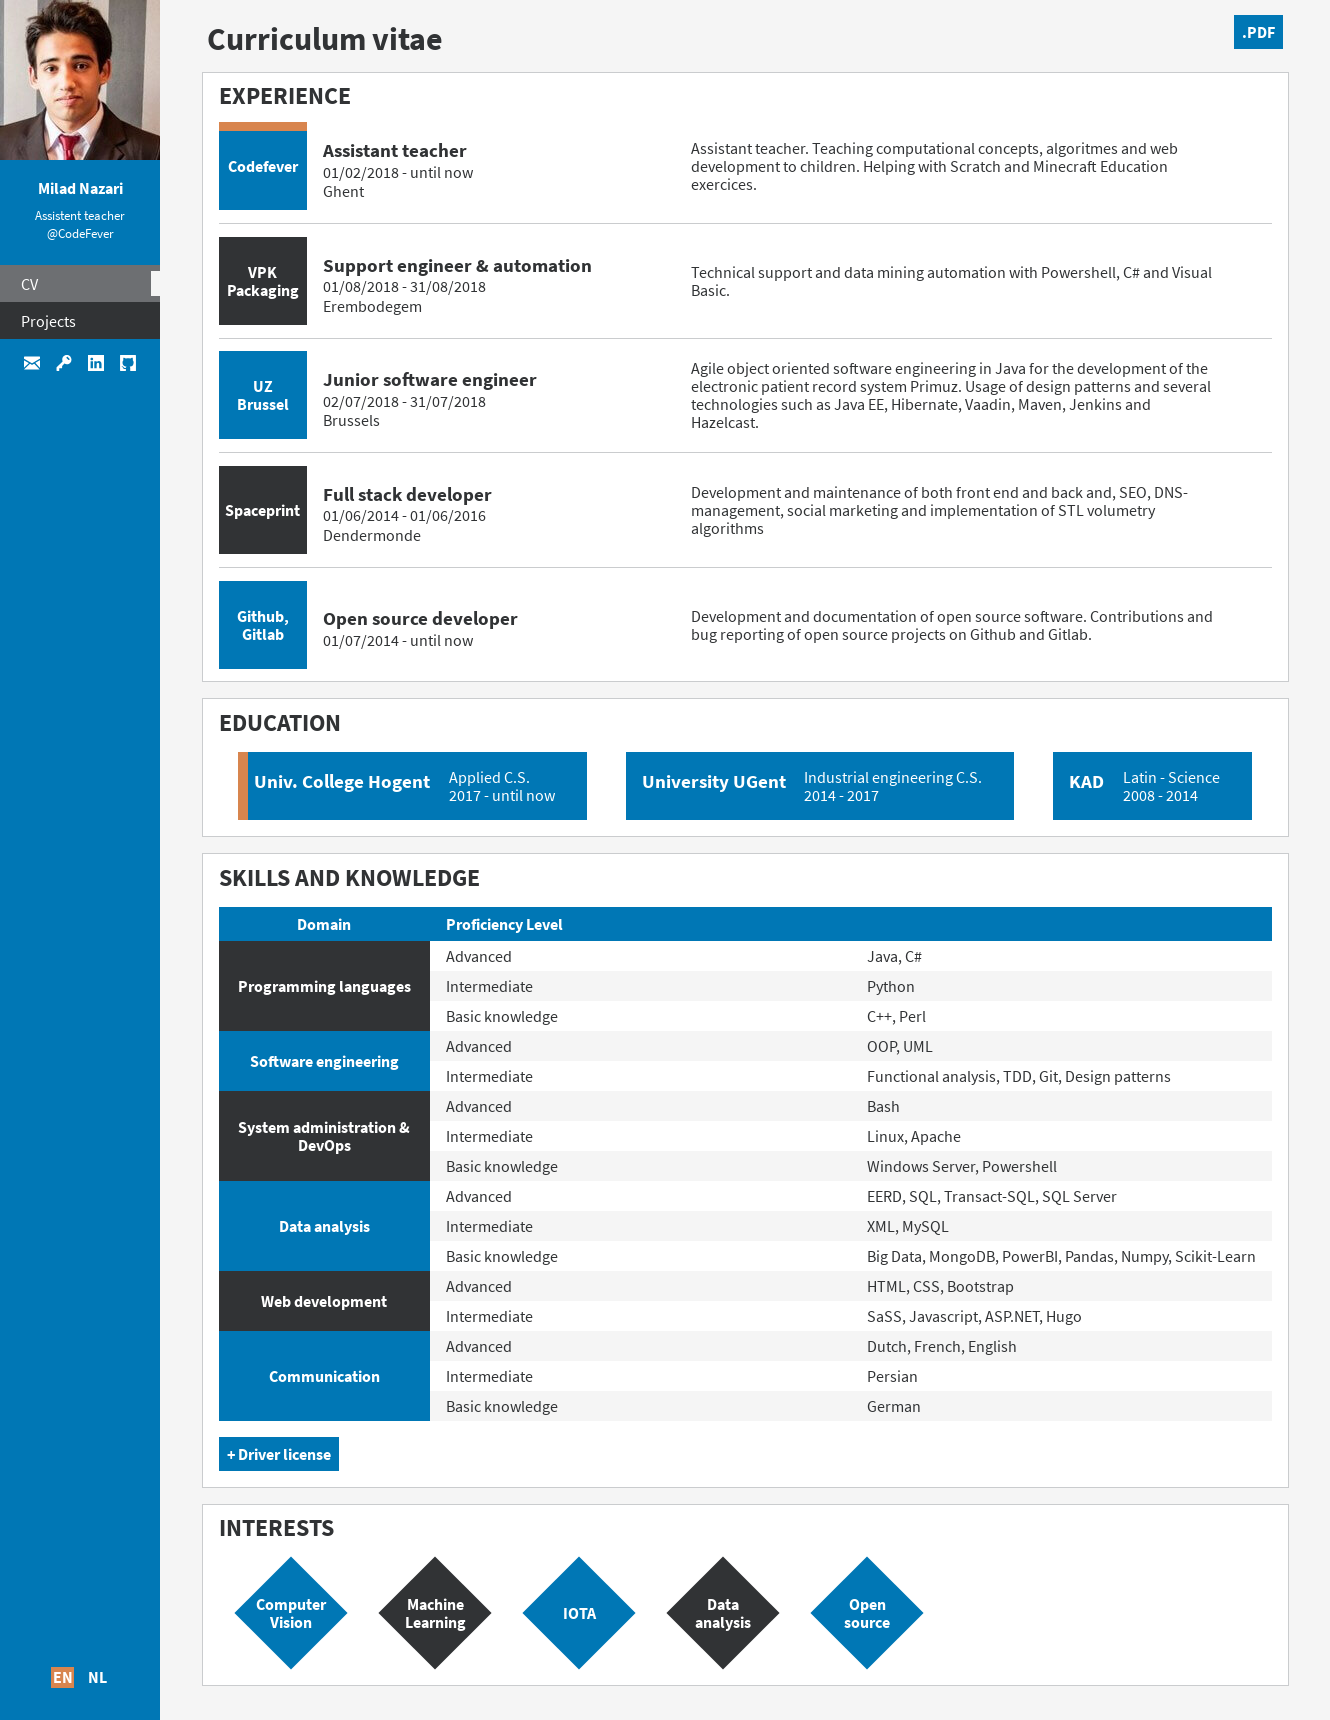 Milad Nazari
Assistent teacher
@CodeFever
CV
Projects
EN NL
Curriculum vitae
.PDF
EXPERIENCE
Codefever
Assistant teacher
01/02/2018 - until now
Ghent
Assistant teacher. Teaching computational concepts, algoritmes and web
development to children. Helping with Scratch and Minecraft Education
exercices.
VPK
Packaging
Support engineer & automation
01/08/2018 - 31/08/2018
Erembodegem
Technical support and data mining automation with Powershell, C# and Visual
Basic.
UZ
Brussel
Junior software engineer
02/07/2018 - 31/07/2018
Brussels
Agile object oriented software engineering in Java for the development of the
electronic patient record system Primuz. Usage of design patterns and several
technologies such as Java EE, Hibernate, Vaadin, Maven, Jenkins and
Hazelcast.
Spaceprint
Full stack developer
01/06/2014 - 01/06/2016
Dendermonde
Development and maintenance of both front end and back and, SEO, DNS-
management, social marketing and implementation of STL volumetry
algorithms
Github,
Gitlab
Open source developer
01/07/2014 - until now
Development and documentation of open source software. Contributions and
bug reporting of open source projects on Github and Gitlab.
EDUCATION
Univ. College Hogent
Applied C.S.
2017 - until now
University UGent
Industrial engineering C.S.
2014 - 2017
KAD
Latin - Science
2008 - 2014
SKILLS AND KNOWLEDGE
Domain Proficiency Level
Programming languages
Advanced Java, C#
Intermediate Python
Basic knowledge C++, Perl
Software engineering
Advanced OOP, UML
Intermediate Functional analysis, TDD, Git, Design patterns
System administration &
DevOps
Advanced Bash
Intermediate Linux, Apache
Basic knowledge Windows Server, Powershell
Data analysis
Advanced EERD, SQL, Transact-SQL, SQL Server
Intermediate XML, MySQL
Basic knowledge Big Data, MongoDB, PowerBI, Pandas, Numpy, Scikit-Learn
Web development
Advanced HTML, CSS, Bootstrap
Intermediate SaSS, Javascript, ASP.NET, Hugo
Communication
Advanced Dutch, French, English
Intermediate Persian
Basic knowledge German
+ Driver license
INTERESTS
Computer
Vision
Machine
Learning
IOTA
Data
analysis
Open
source